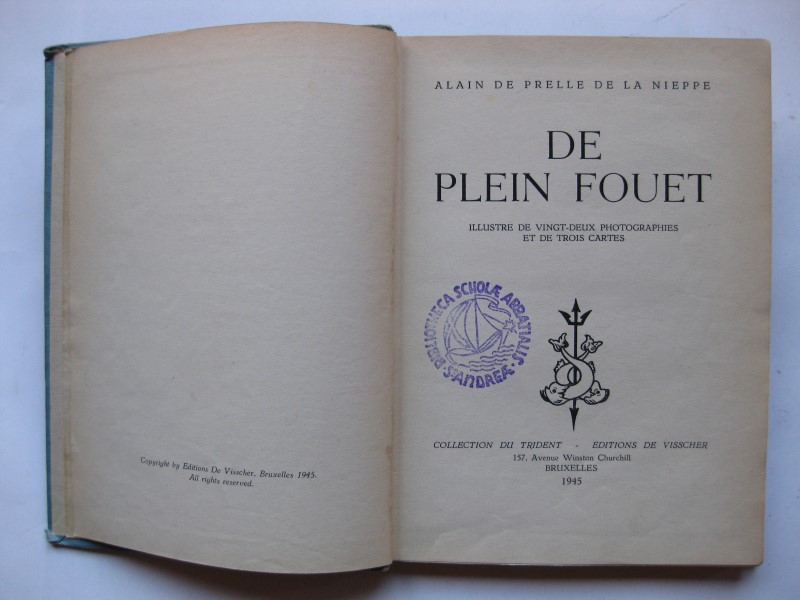 Copyright by Editions De Visscher, Bruxelles 1945.
All rights reserved.
ALAIN DE PRELLE DE LA NIEPPE
DE
PLEIN FOUET
ILLUSTRE DE VINGT-DEUX PHOTOGRAPHIES
ET DE TROIS CARTES
BIBLIOTHECA SCHOLÆ ABBATIALIS · S·ANDREÆ ·
COLLECTION DU TRIDENT - EDITIONS DE VISSCHER
157, Avenue Winston Churchill
BRUXELLES
1945